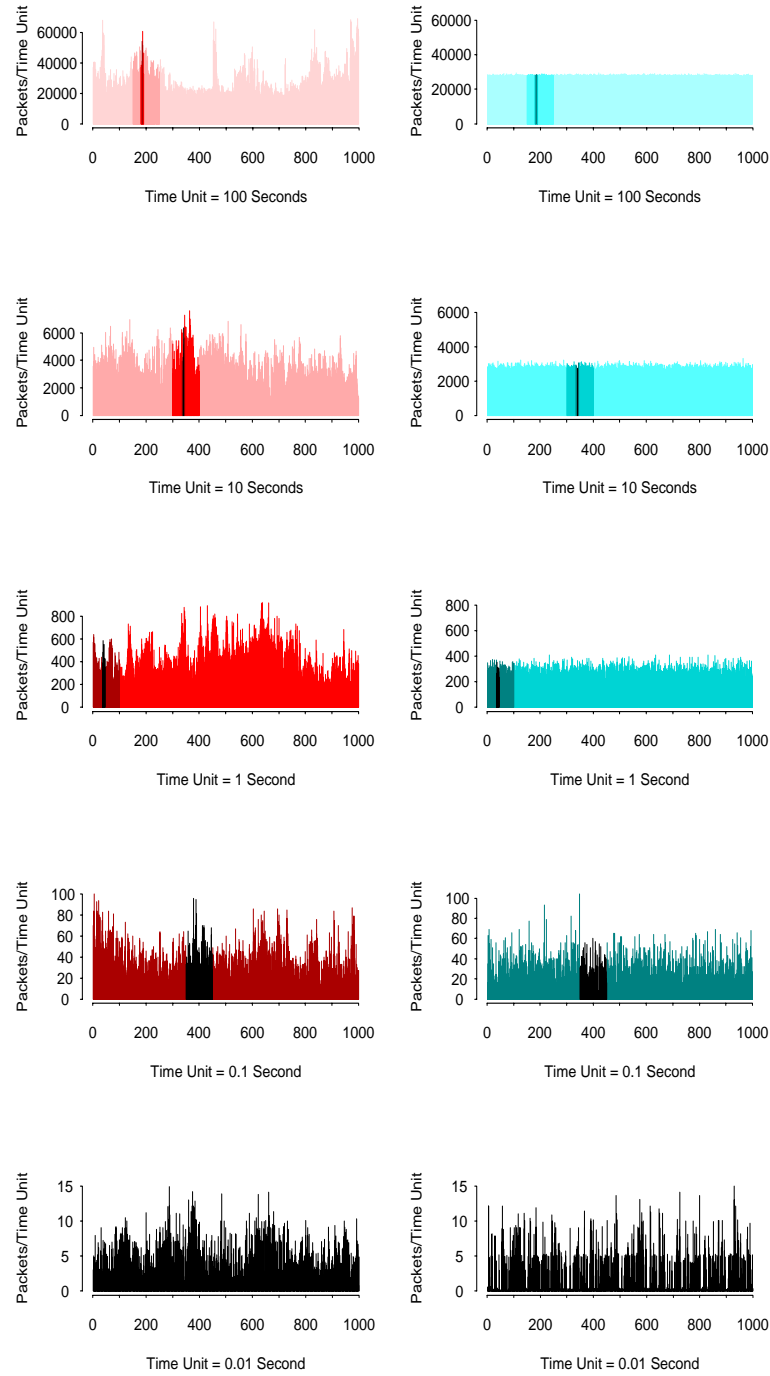 Packets/Time Unit
60000
40000
20000
0
0 200 400 600 800 1000
Time Unit = 100 Seconds
Packets/Time Unit
60000
40000
20000
0
0 200 400 600 800 1000
Time Unit = 100 Seconds
Packets/Time Unit
6000
4000
2000
0
0 200 400 600 800 1000
Time Unit = 10 Seconds
Packets/Time Unit
6000
4000
2000
0
0 200 400 600 800 1000
Time Unit = 10 Seconds
Packets/Time Unit
800
600
400
200
0
0 200 400 600 800 1000
Time Unit = 1 Second
Packets/Time Unit
800
600
400
200
0
0 200 400 600 800 1000
Time Unit = 1 Second
Packets/Time Unit
100
80
60
40
20
0
0 200 400 600 800 1000
Time Unit = 0.1 Second
Packets/Time Unit
100
80
60
40
20
0
0 200 400 600 800 1000
Time Unit = 0.1 Second
Packets/Time Unit
15
10
5
0
0 200 400 600 800 1000
Time Unit = 0.01 Second
Packets/Time Unit
15
10
5
0
0 200 400 600 800 1000
Time Unit = 0.01 Second